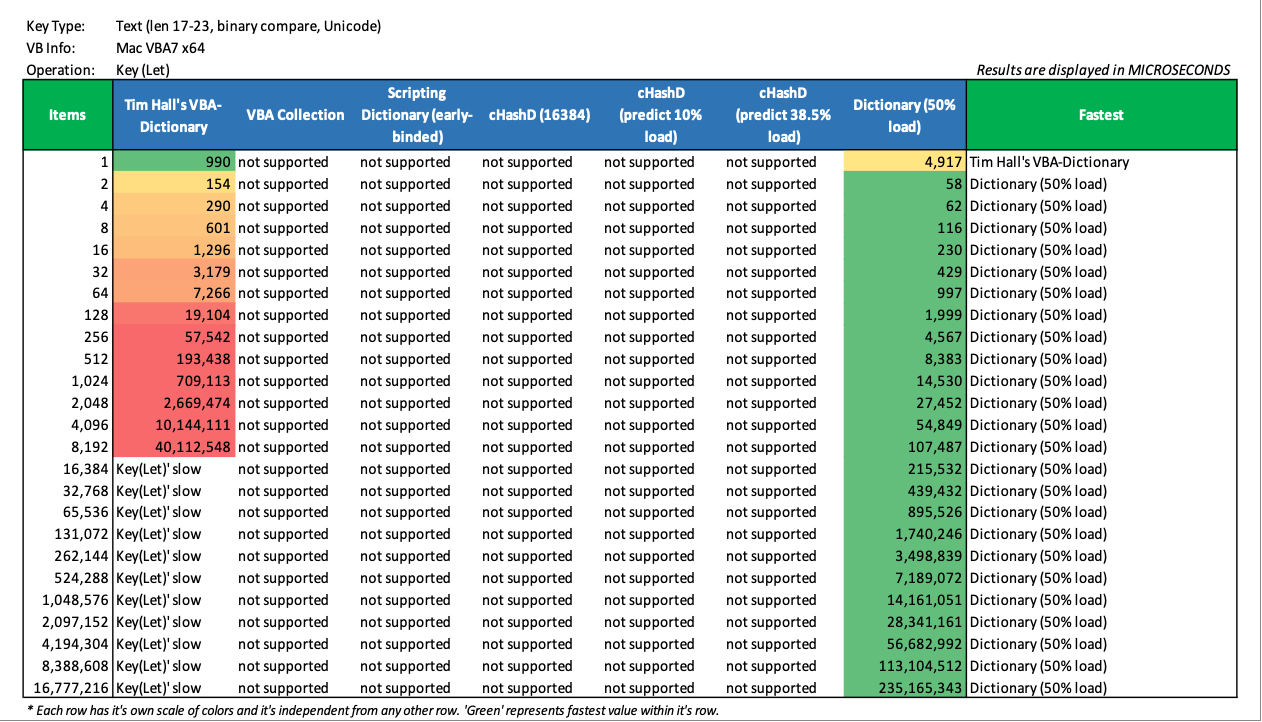 Key Type: Text (len 17-23, binary compare, Unicode)
VB Info: Mac VBA7 x64
Operation: Key (Let) Results are displayed in MICROSECONDS
Items Tim Hall's VBA-Dictionary VBA Collection Scripting Dictionary (early-binded) cHashD (16384) cHashD (predict 10% load) cHashD (predict 38.5% load) Dictionary (50% load) Fastest
1 990 not supported not supported not supported not supported not supported 4,917 Tim Hall's VBA-Dictionary
2 154 not supported not supported not supported not supported not supported 58 Dictionary (50% load)
4 290 not supported not supported not supported not supported not supported 62 Dictionary (50% load)
8 601 not supported not supported not supported not supported not supported 116 Dictionary (50% load)
16 1,296 not supported not supported not supported not supported not supported 230 Dictionary (50% load)
32 3,179 not supported not supported not supported not supported not supported 429 Dictionary (50% load)
64 7,266 not supported not supported not supported not supported not supported 997 Dictionary (50% load)
128 19,104 not supported not supported not supported not supported not supported 1,999 Dictionary (50% load)
256 57,542 not supported not supported not supported not supported not supported 4,567 Dictionary (50% load)
512 193,438 not supported not supported not supported not supported not supported 8,383 Dictionary (50% load)
1,024 709,113 not supported not supported not supported not supported not supported 14,530 Dictionary (50% load)
2,048 2,669,474 not supported not supported not supported not supported not supported 27,452 Dictionary (50% load)
4,096 10,144,111 not supported not supported not supported not supported not supported 54,849 Dictionary (50% load)
8,192 40,112,548 not supported not supported not supported not supported not supported 107,487 Dictionary (50% load)
16,384 Key(Let)' slow not supported not supported not supported not supported not supported 215,532 Dictionary (50% load)
32,768 Key(Let)' slow not supported not supported not supported not supported not supported 439,432 Dictionary (50% load)
65,536 Key(Let)' slow not supported not supported not supported not supported not supported 895,526 Dictionary (50% load)
131,072 Key(Let)' slow not supported not supported not supported not supported not supported 1,740,246 Dictionary (50% load)
262,144 Key(Let)' slow not supported not supported not supported not supported not supported 3,498,839 Dictionary (50% load)
524,288 Key(Let)' slow not supported not supported not supported not supported not supported 7,189,072 Dictionary (50% load)
1,048,576 Key(Let)' slow not supported not supported not supported not supported not supported 14,161,051 Dictionary (50% load)
2,097,152 Key(Let)' slow not supported not supported not supported not supported not supported 28,341,161 Dictionary (50% load)
4,194,304 Key(Let)' slow not supported not supported not supported not supported not supported 56,682,992 Dictionary (50% load)
8,388,608 Key(Let)' slow not supported not supported not supported not supported not supported 113,104,512 Dictionary (50% load)
16,777,216 Key(Let)' slow not supported not supported not supported not supported not supported 235,165,343 Dictionary (50% load)
* Each row has it's own scale of colors and it's independent from any other row. 'Green' represents fastest value within it's row.